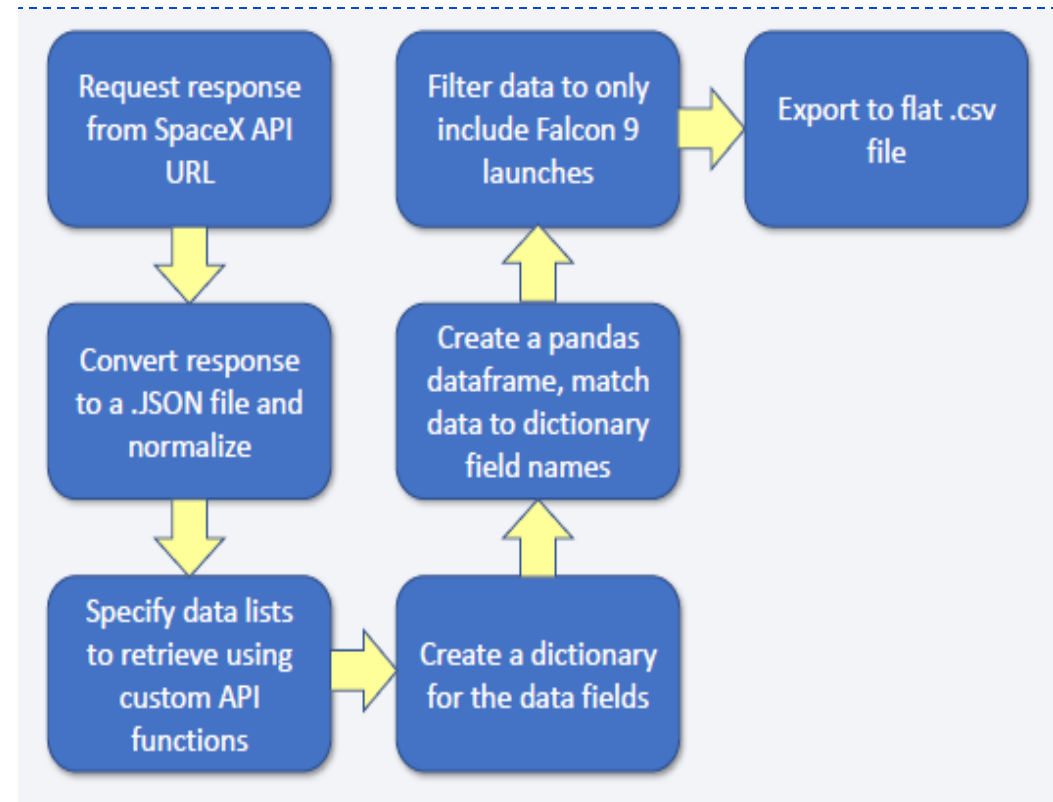 Request response
from SpaceX API
URL
Convert response
to a .JSON file and
normalize
Specify data lists
to retrieve using
custom API
functions
Create a dictionary
for the data fields
Create a pandas
dataframe, match
data to dictionary
field names
Filter data to only
include Falcon 9
launches
Export to flat .csv
file